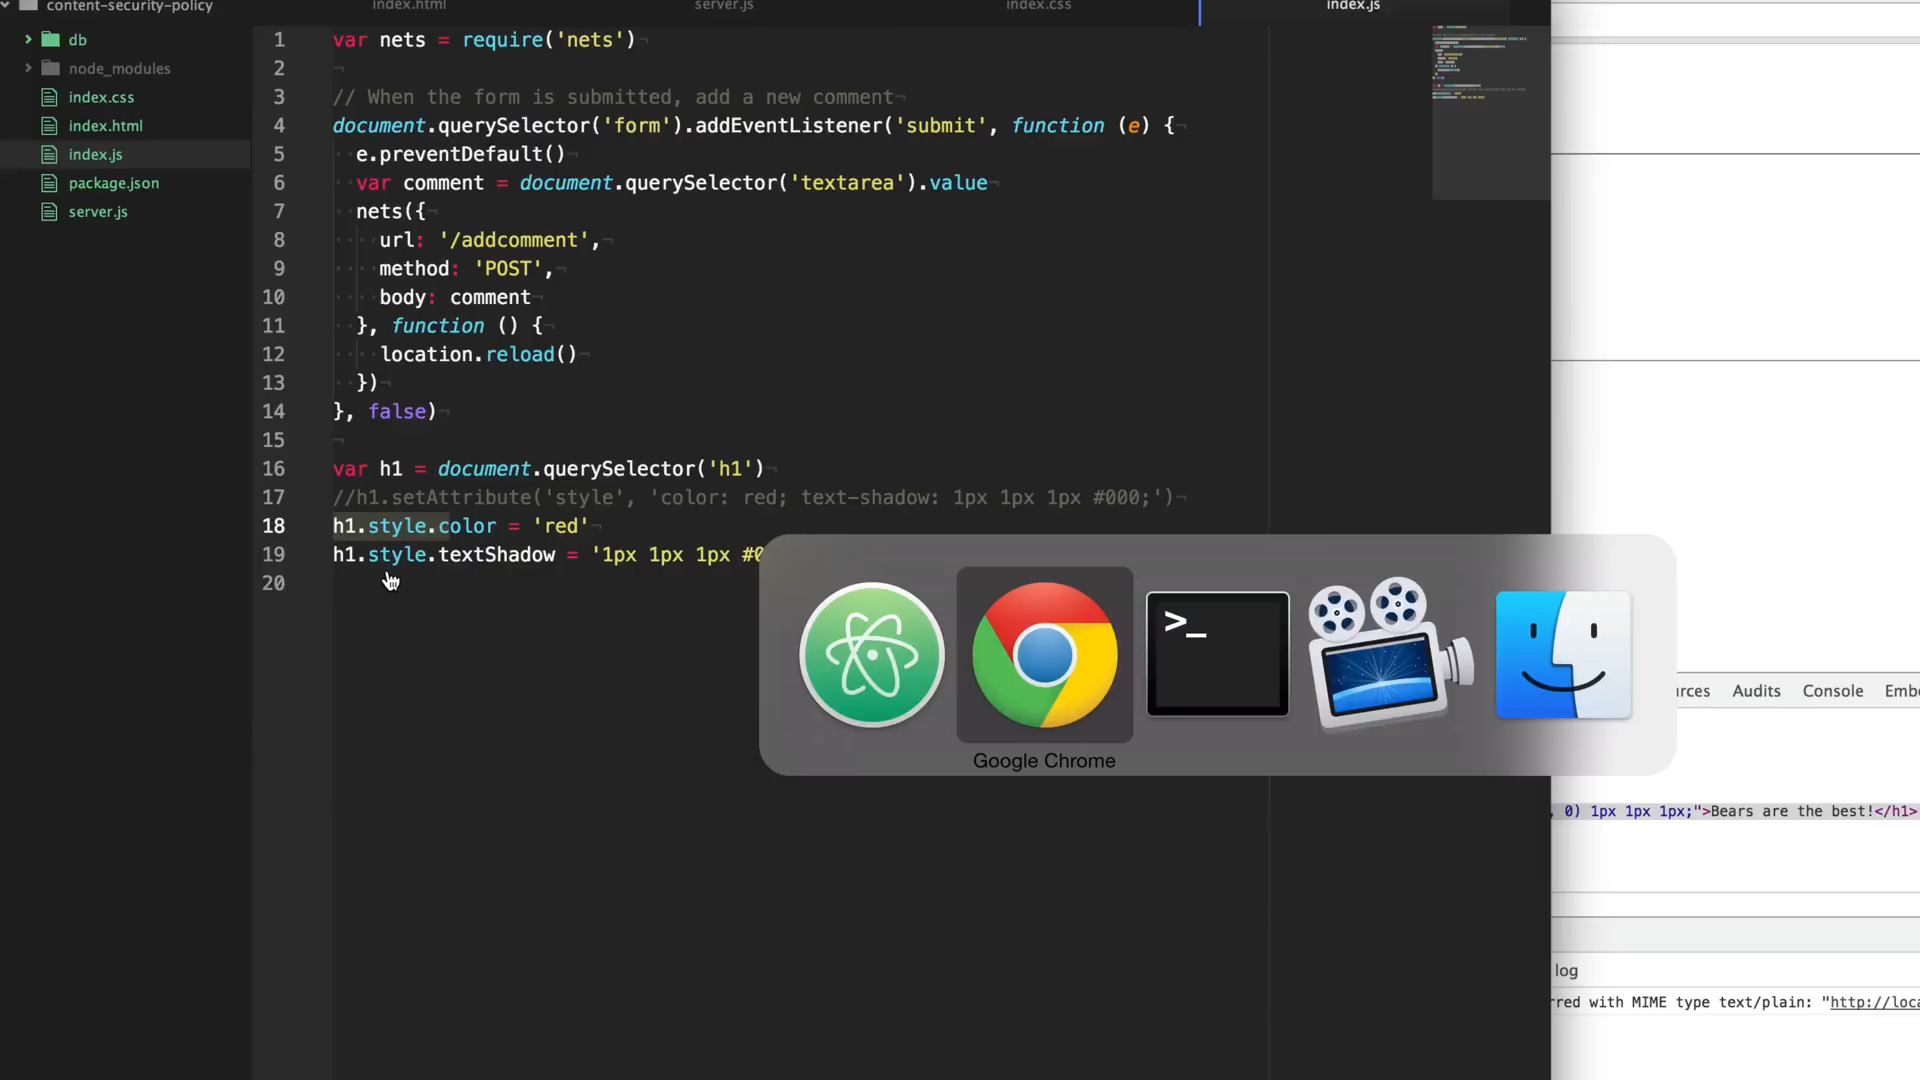 content-security-policy
db
node_modules
index.css
index.html
index.js
package.json
server.js
index.html
server.js
index.css
index.js
1 var nets = require('nets')
2
3 // When the form is submitted, add a new comment
4 document.querySelector('form').addEventListener('submit', function (e) {
5 e.preventDefault()
6 var comment = document.querySelector('textarea').value
7 nets({
8 url: '/addcomment',
9 method: 'POST',
10 body: comment
11 }, function () {
12 location.reload()
13 })
14 }, false)
15
16 var h1 = document.querySelector('h1')
17 //h1.setAttribute('style', 'color: red; text-shadow: 1px 1px 1px #000;')
18 h1.style.color = 'red'
19 h1.style.textShadow = '1px 1px 1px #0
20
>_
Google Chrome
rces Audits Console Embe
, 0) 1px 1px 1px;">Bears are the best!</h1>
log
rred with MIME type text/plain: "http://loca